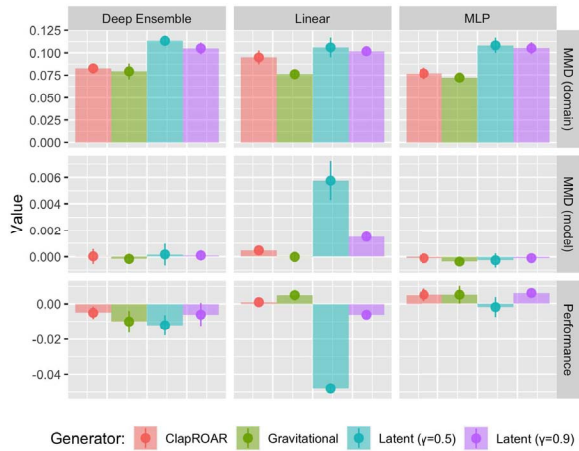 Deep Ensemble Linear MLP
0.125
0.100
0.075
0.050
0.025
0.000
MMD (domain)
0.006
0.004
0.002
0.000
MMD (model)
0.00
-0.02
-0.04
Performance
Value
Generator: ClapROAR Gravitational Latent (γ=0.5) Latent (γ=0.9)